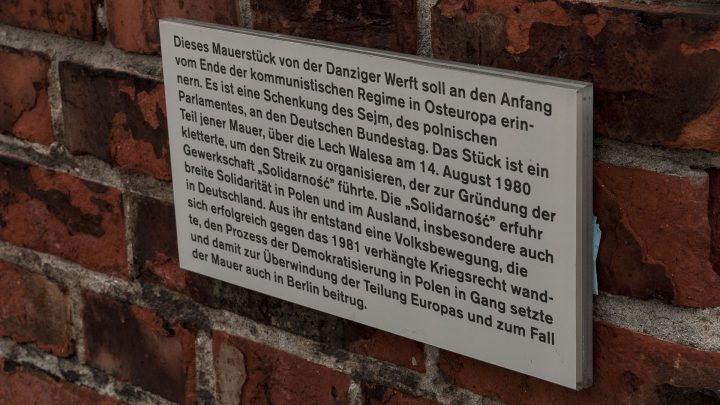 Dieses Mauerstück von der Danziger Werft soll an den Anfang
vom Ende der kommunistischen Regime in Osteuropa erin-
nern. Es ist eine Schenkung des Sejm, des polnischen
Parlamentes, an den Deutschen Bundestag. Das Stück ist ein
Teil jener Mauer, über die Lech Walesa am 14. August 1980
kletterte, um den Streik zu organisieren, der zur Gründung der
Gewerkschaft „Solidarność" führte. Die „Solidarność" erfuhr
breite Solidarität in Polen und im Ausland, insbesondere auch
in Deutschland. Aus ihr entstand eine Volksbewegung, die
sich erfolgreich gegen das 1981 verhängte Kriegsrecht wand-
te, den Prozess der Demokratisierung in Polen in Gang setzte
und damit zur Überwindung der Teilung Europas und zum Fall
der Mauer auch in Berlin beitrug.